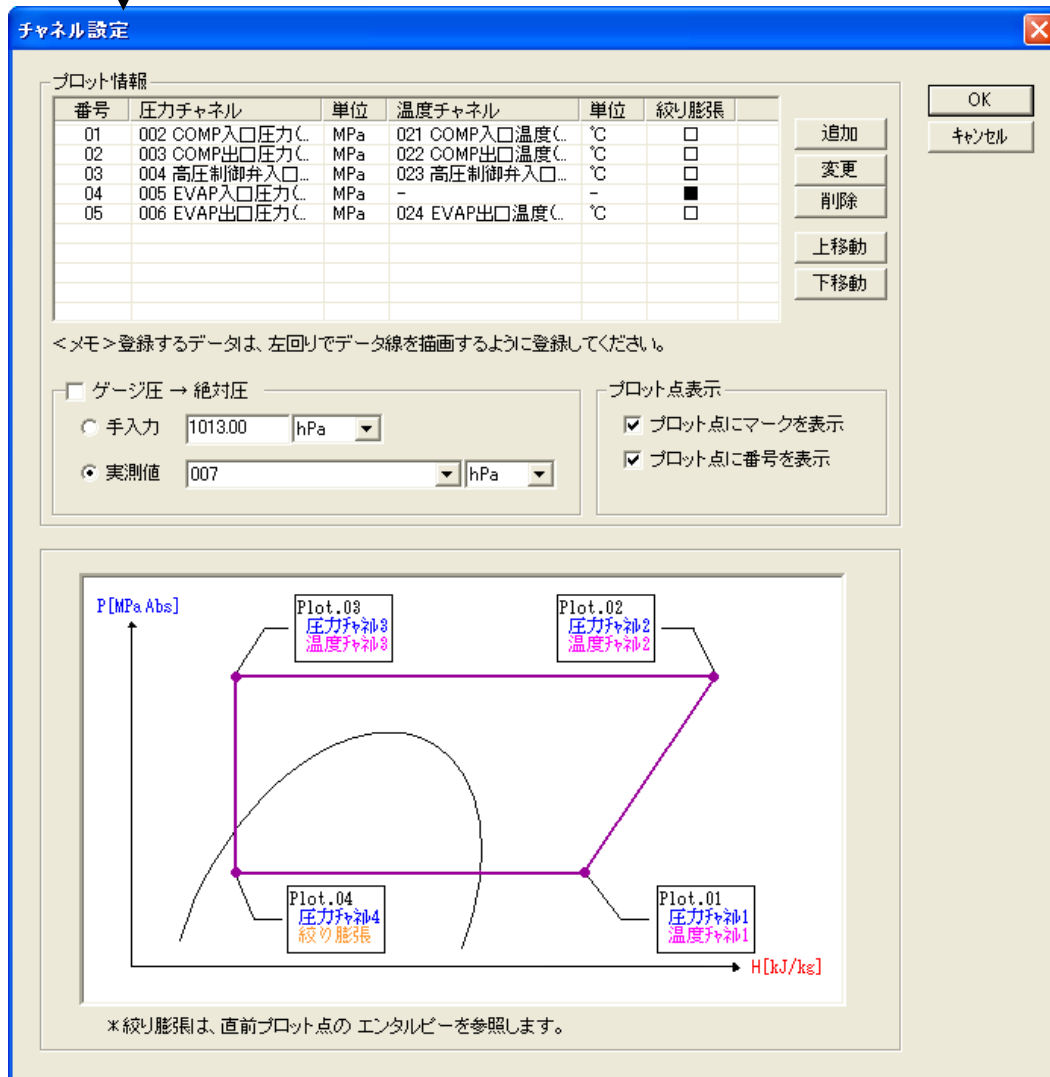 チャネル設定
プロット情報
番号 圧力チャネル 単位 温度チャネル 単位 絞り膨張
01 002 COMP入口圧力(... MPa 021 COMP入口温度(... ℃ □
02 003 COMP出口圧力(... MPa 022 COMP出口温度(... ℃ □
03 004 高圧制御弁入口... MPa 023 高圧制御弁入口... ℃ □
04 005 EVAP入口圧力(... MPa - - ■
05 006 EVAP出口圧力(... MPa 024 EVAP出口温度(... ℃ □
追加
変更
削除
上移動
下移動
OK
キャンセル
<メモ>登録するデータは、左回りでデータ線を描画するように登録してください。
ゲージ圧 → 絶対圧
手入力 1013.00 hPa
実測値 007 hPa
プロット点表示
プロット点にマークを表示
プロット点に番号を表示
P[MPa Abs]
Plot.03
圧力チャネル3
温度チャネル3
Plot.02
圧力チャネル2
温度チャネル2
Plot.04
圧力チャネル4
絞り膨張
Plot.01
圧力チャネル1
温度チャネル1
H[kJ/kg]
*絞り膨張は、直前プロット点の エンタルピーを参照します。